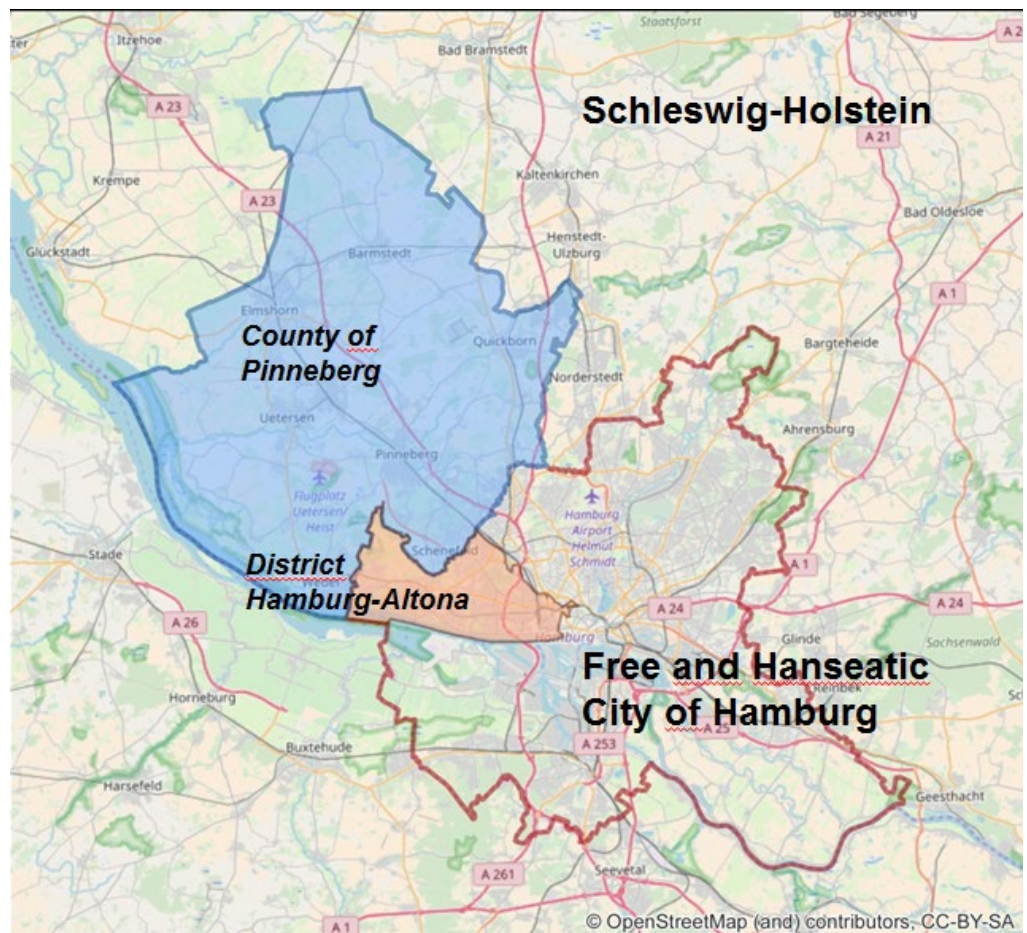 Staatsforst
Bad Segeberg
Itzehoe
Bad Bramstedt
A 23
Schleswig-Holstein
A 21
Krempe
Kaltenkirchen
A 23
Bad Oldesloe
Glückstadt
Barmstedt
Henstedt-
Ulzburg
A 1
Elmshorn
County of
Pinneberg
Quickborn
Bargteheide
Norderstedt
Uetersen
Ahrensburg
Pinneberg
Flugplatz
Uetersen/
Heist
Hamburg
Airport
Helmut
Schmidt
Stade
Schenefeld
District
Hamburg-Altona
Wedel
A 1
A 24
A 24
A 26
Hamburg
Glinde
Sachsenwald
Free and Hanseatic
City of Hamburg
Reinbek
Horneburg
A 25
Buxtehude
A 253
Harsefeld
Geesthacht
A 261
Seevetal
A 1
© OpenStreetMap (and) contributors, CC-BY-SA